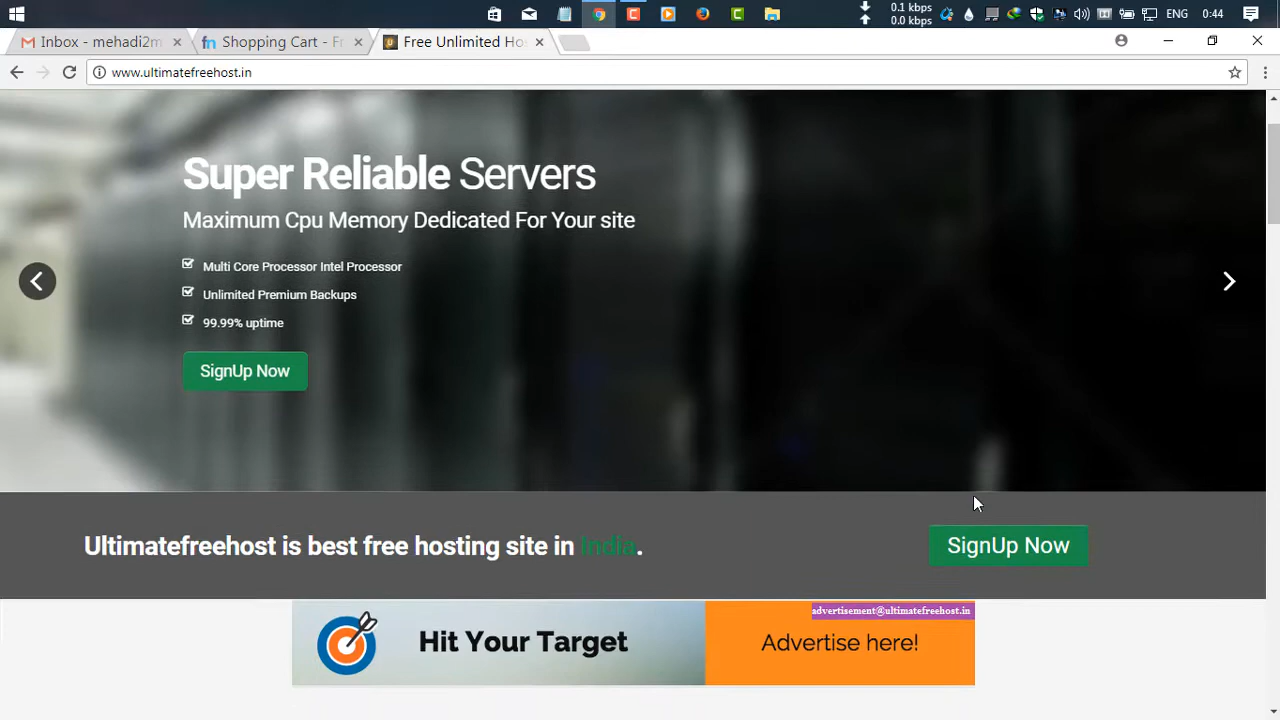 0.1 kbps
0.0 kbps
ENG
0:44
Inbox - mehadi2m
Shopping Cart - Fr
Free Unlimited Hos
www.ultimatefreehost.in
Super Reliable Servers
Maximum Cpu Memory Dedicated For Your site
Multi Core Processor Intel Processor
Unlimited Premium Backups
99.99% uptime
SignUp Now
Ultimatefreehost is best free hosting site in India.
SignUp Now
advertisement@ultimatefreehost.in
Hit Your Target
Advertise here!